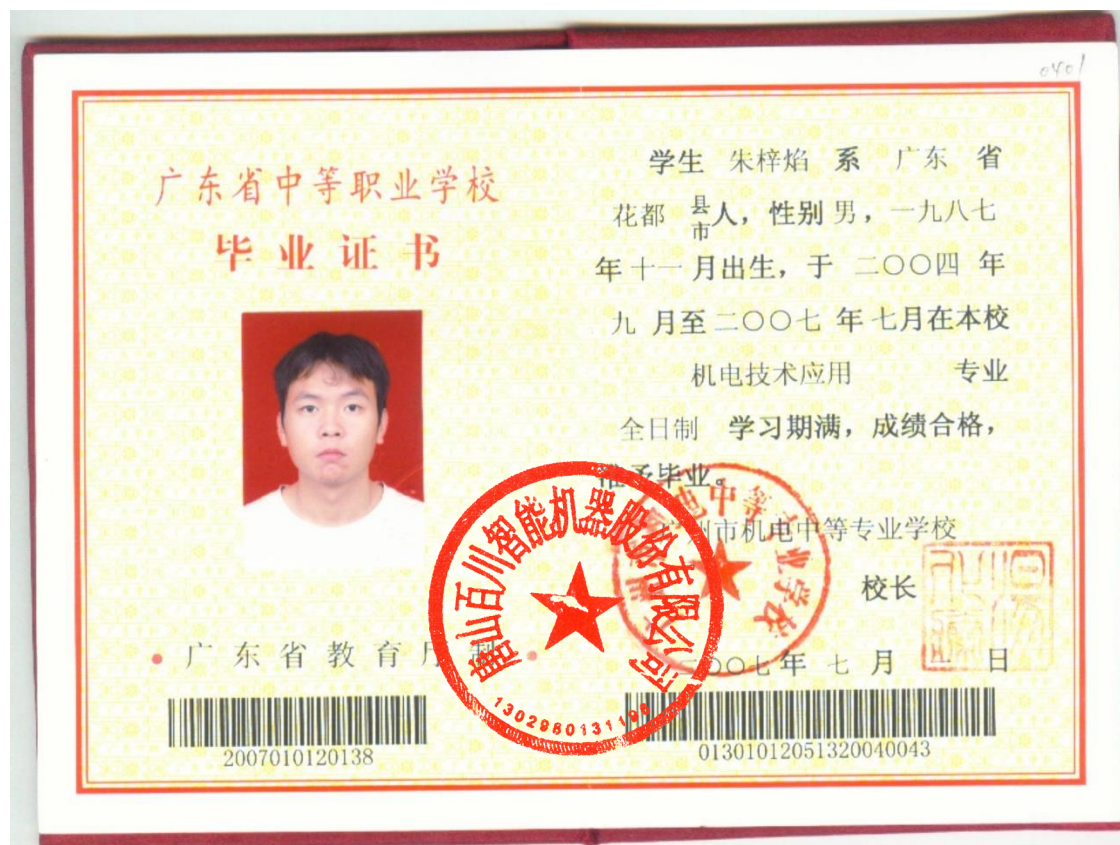 0401
广东省中等职业学校
毕业证书
学生 朱梓焰 系 广东 省
花都 县市人，性别 男，一九八七
年 十一 月出生，于 二〇〇四 年
九 月至 二〇〇七 年 七月在本校
机电技术应用 专业
全日制 学习期满，成绩合格，
准予毕业。
广州市机电中等专业学校
校长
二〇〇七 年 七 月 一 日
广东省教育厅制
唐山百川智能机器股份有限公司
2007010120138
01301012051320040043